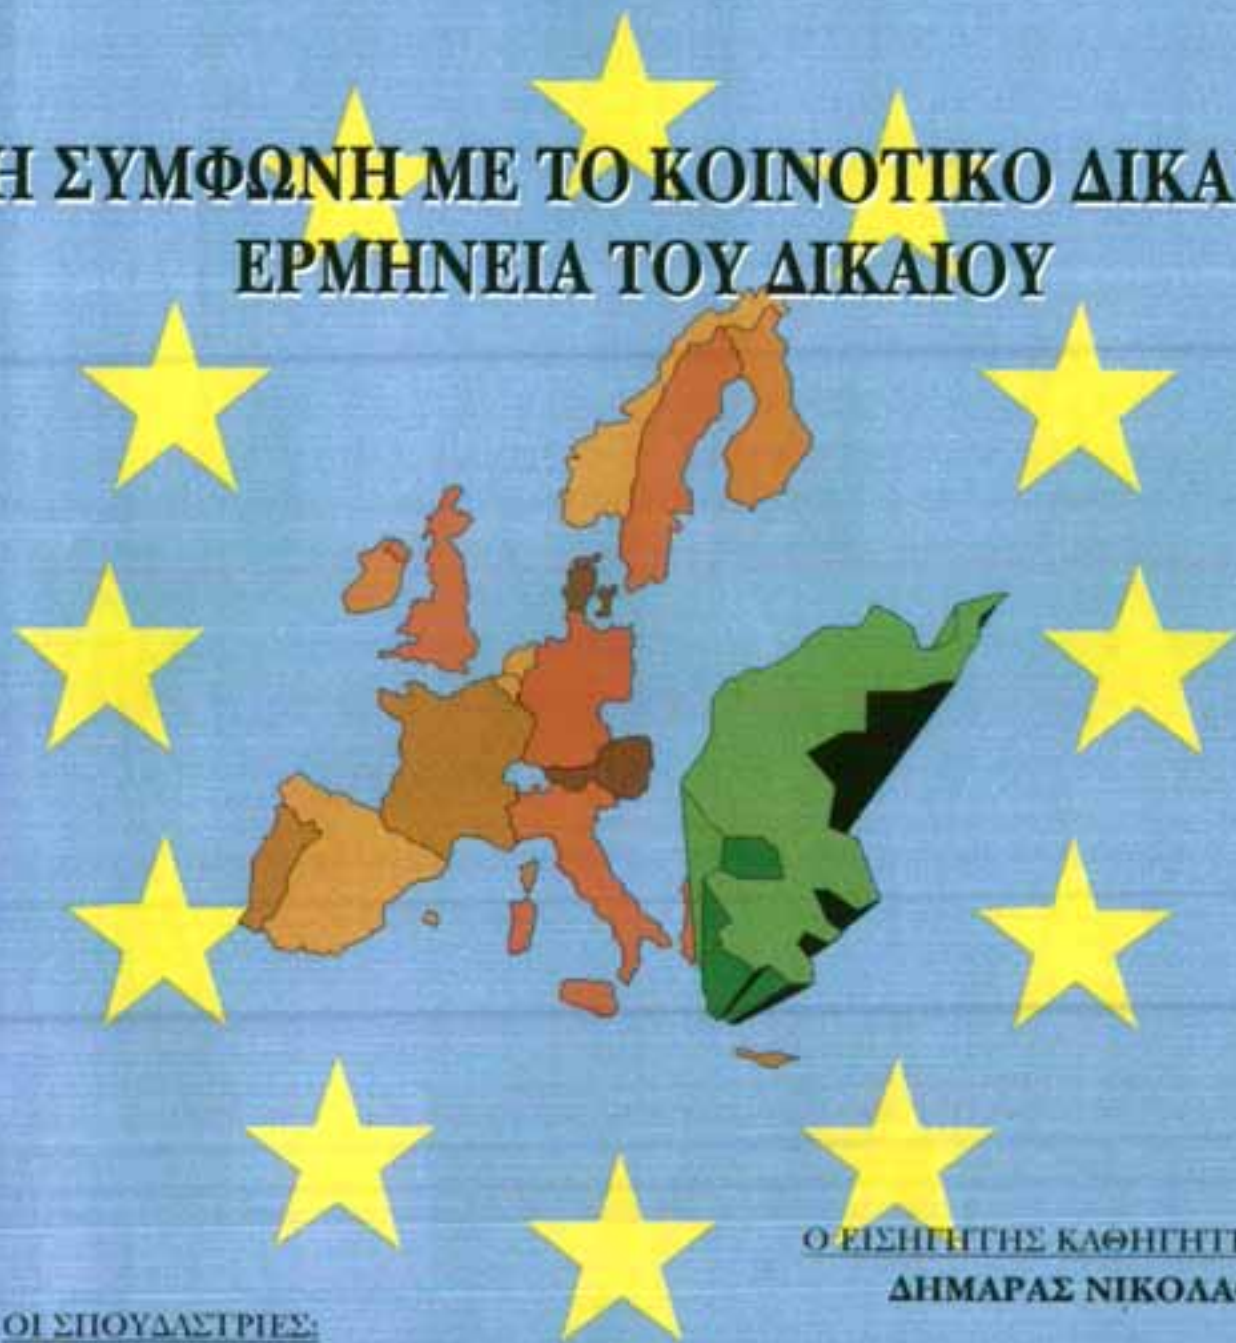 Η ΣΥΜΦΩΝΗ ΜΕ ΤΟ ΚΟΙΝΟΤΙΚΟ ΔΙΚΑ
ΕΡΜΗΝΕΙΑ ΤΟΥ ΔΙΚΑΙΟΥ
Ο ΕΙΣΗΓΗΤΗΣ ΚΑΘΗΓΗΤ
ΔΗΜΑΡΑΣ ΝΙΚΟΛΑ
ΟΙ ΣΠΟΥΔΑΣΤΡΙΕΣ: